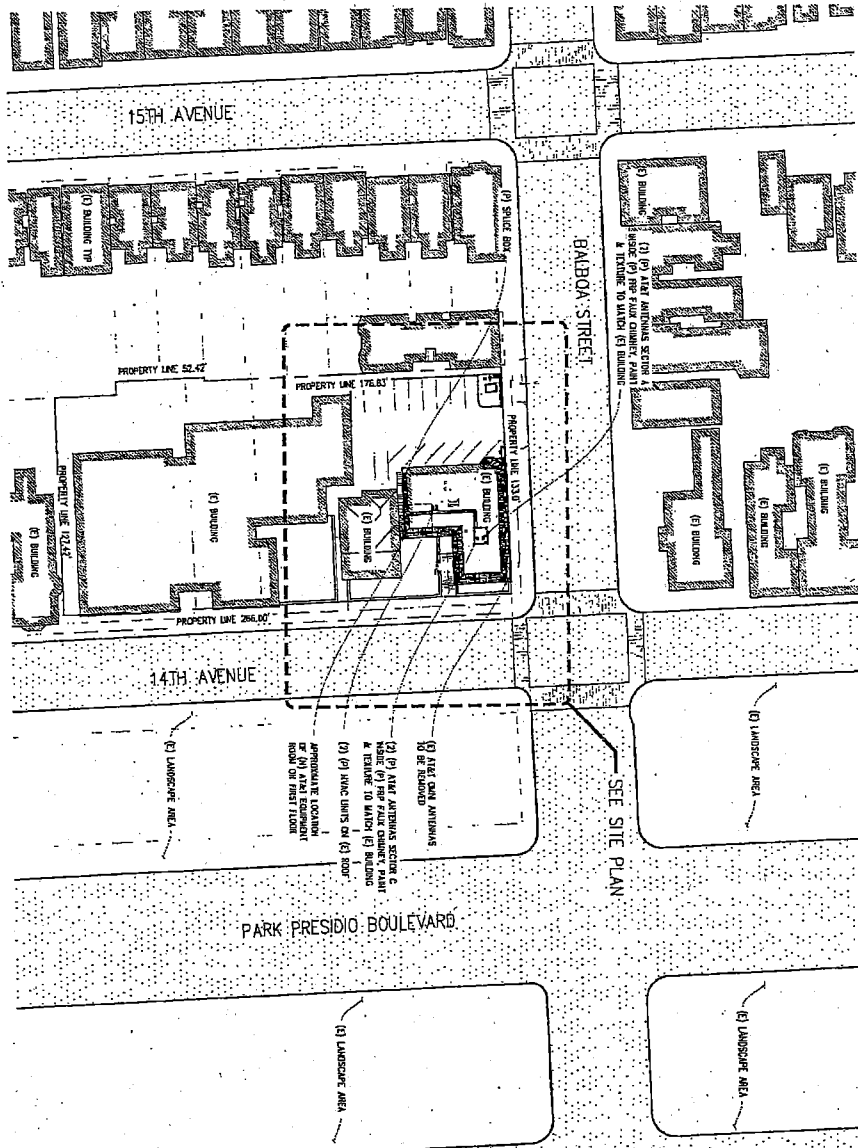 15TH AVENUE
(E) BUILDING TYP
(P) SPLICE BOX
BALBOA STREET
(E) BUILDING
(P) AT&T ANTENNAS SECTOR A
INSIDE (P) FRP FAUX CHIMNEY, PAINT
& TEXTURE TO MATCH (E) BUILDING
PROPERTY LINE 52.42'
PROPERTY LINE 176.83'
PROPERTY LINE
PROPERTY LINE 127.42'
(E) BUILDING
(E) BUILDING
(E) BUILDING
(E) BUILDING
(E) BUILDING
(E) BUILDING
PROPERTY LINE 266.00'
14TH AVENUE
(E) LANDSCAPE AREA
(E) AT&T OMNI ANTENNAS
TO BE REMOVED
(2) (P) AT&T ANTENNAS SECTOR C
INSIDE (P) FRP FAUX CHIMNEY, PAINT
& TEXTURE TO MATCH (E) BUILDING
(2) (P) HVAC UNITS ON (E) ROOF
APPROXIMATE LOCATION
OF (N) AT&T EQUIPMENT
ROOM ON FIRST FLOOR
SEE SITE PLAN
(E) LANDSCAPE AREA
PARK PRESIDIO BOULEVARD
(E) LANDSCAPE AREA
(E) LANDSCAPE AREA